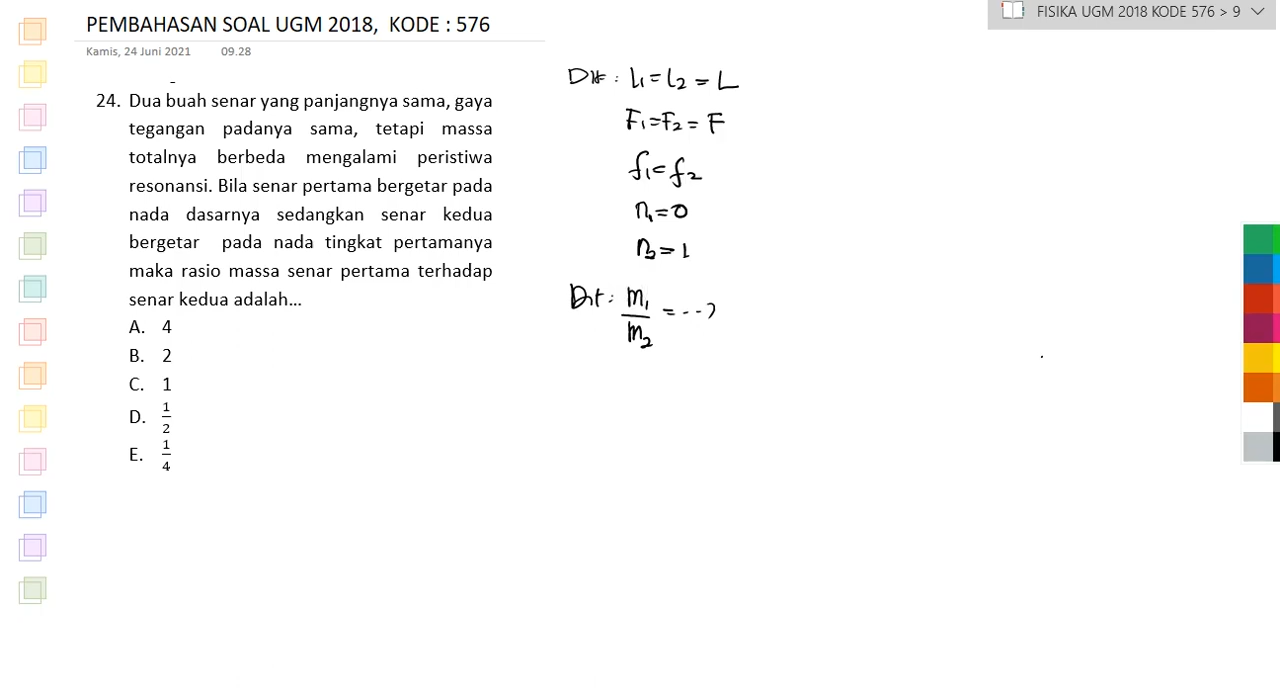 PEMBAHASAN SOAL UGM 2018, KODE : 576
FISIKA UGM 2018 KODE 576 > 9
Kamis, 24 Juni 2021 09.28
24. Dua buah senar yang panjangnya sama, gaya
tegangan padanya sama, tetapi massa
totalnya berbeda mengalami peristiwa
resonansi. Bila senar pertama bergetar pada
nada dasarnya sedangkan senar kedua
bergetar pada nada tingkat pertamanya
maka rasio massa senar pertama terhadap
senar kedua adalah...
A. 4
B. 2
C. 1
D. 1/2
E. 1/4
Dik : L₁ = L₂ = L
F₁ = F₂ = F
f₁ = f₂
n₁ = 0
n₂ = 1
Dit : m₁/m₂ = ...?